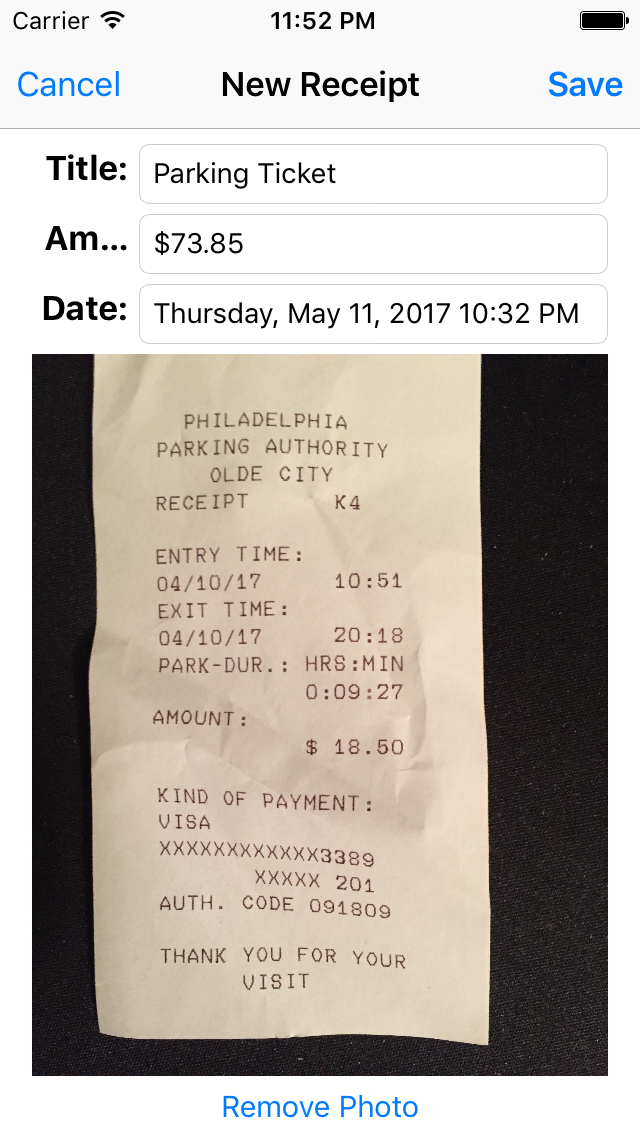 Carrier 11:52 PM
Cancel New Receipt Save
Title: Parking Ticket
Am... $73.85
Date: Thursday, May 11, 2017 10:32 PM
PHILADELPHIA
PARKING AUTHORITY
OLDE CITY
RECEIPT K4
ENTRY TIME:
04/10/17 10:51
EXIT TIME:
04/10/17 20:18
PARK-DUR.: HRS:MIN
0:09:27
AMOUNT:
$ 18.50
KIND OF PAYMENT:
VISA
XXXXXXXXXXXX3389
XXXXX 201
AUTH. CODE 091809
THANK YOU FOR YOUR
VISIT
Remove Photo